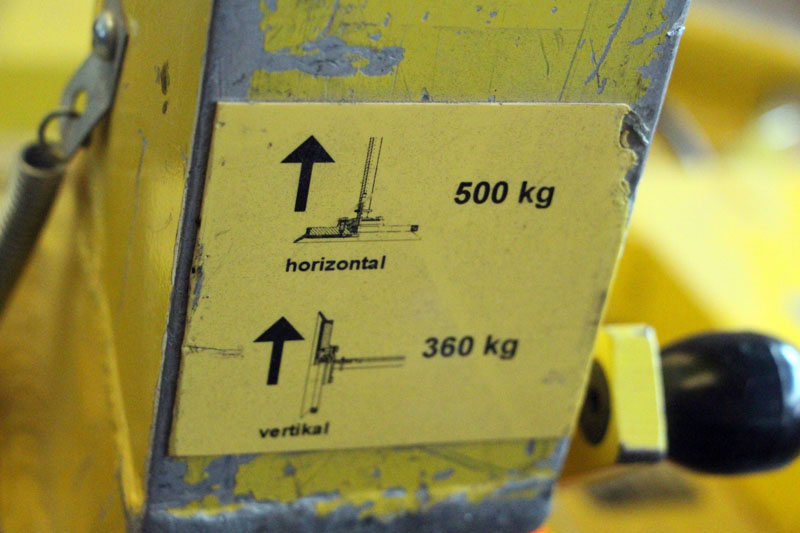 500 kg
horizontal
360 kg
vertikal